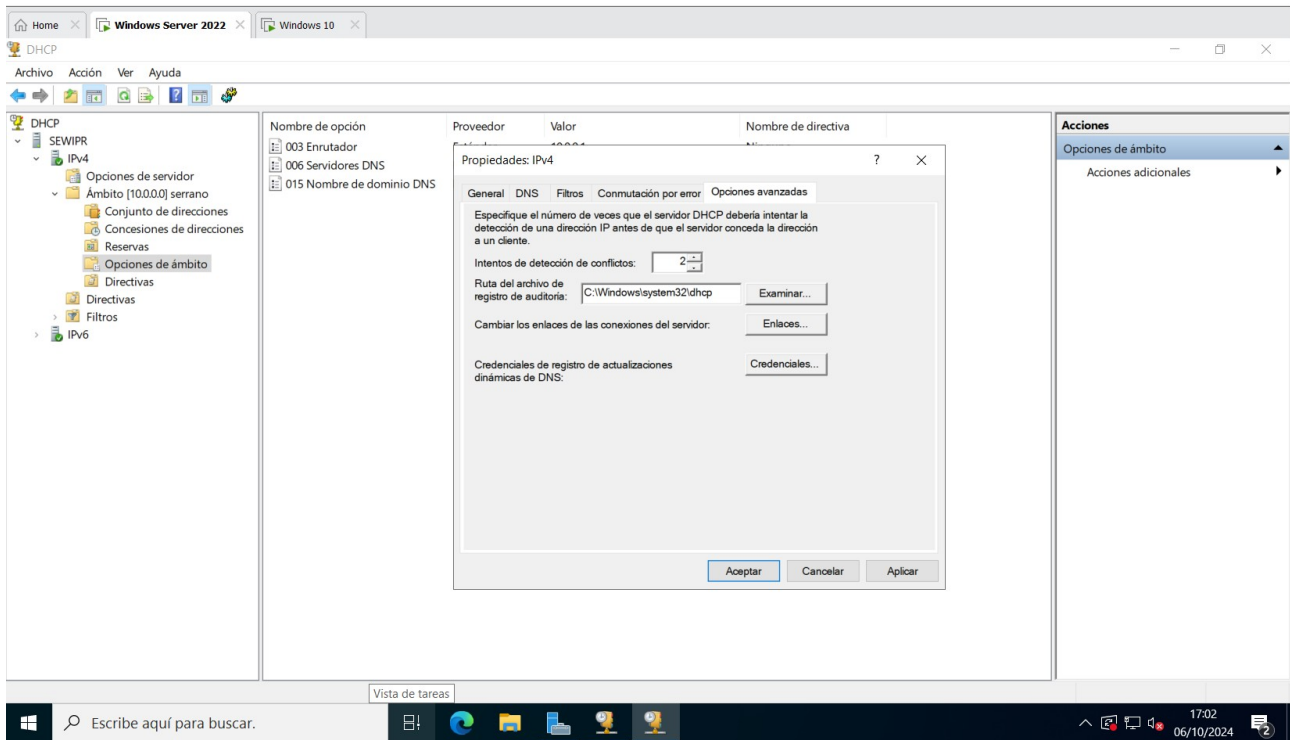 Home
Windows Server 2022
Windows 10
DHCP
Archivo Acción Ver Ayuda
DHCP
SEWIPR
IPv4
Opciones de servidor
Ámbito [10.0.0.0] serrano
Conjunto de direcciones
Concesiones de direcciones
Reservas
Opciones de ámbito
Directivas
Directivas
Filtros
IPv6
Nombre de opción Proveedor Valor Nombre de directiva
003 Enrutador
006 Servidores DNS
015 Nombre de dominio DNS
Propiedades: IPv4 ?
General DNS Filtros Conmutación por error Opciones avanzadas
Especifique el número de veces que el servidor DHCP debería intentar la
detección de una dirección IP antes de que el servidor conceda la dirección
a un cliente.
Intentos de detección de conflictos: 2
Ruta del archivo de
registro de auditoría: C:\Windows\system32\dhcp Examinar...
Cambiar los enlaces de las conexiones del servidor: Enlaces...
Credenciales de registro de actualizaciones
dinámicas de DNS: Credenciales...
Aceptar Cancelar Aplicar
Acciones
Opciones de ámbito
Acciones adicionales
Vista de tareas
Escribe aquí para buscar.
17:02
06/10/2024
2